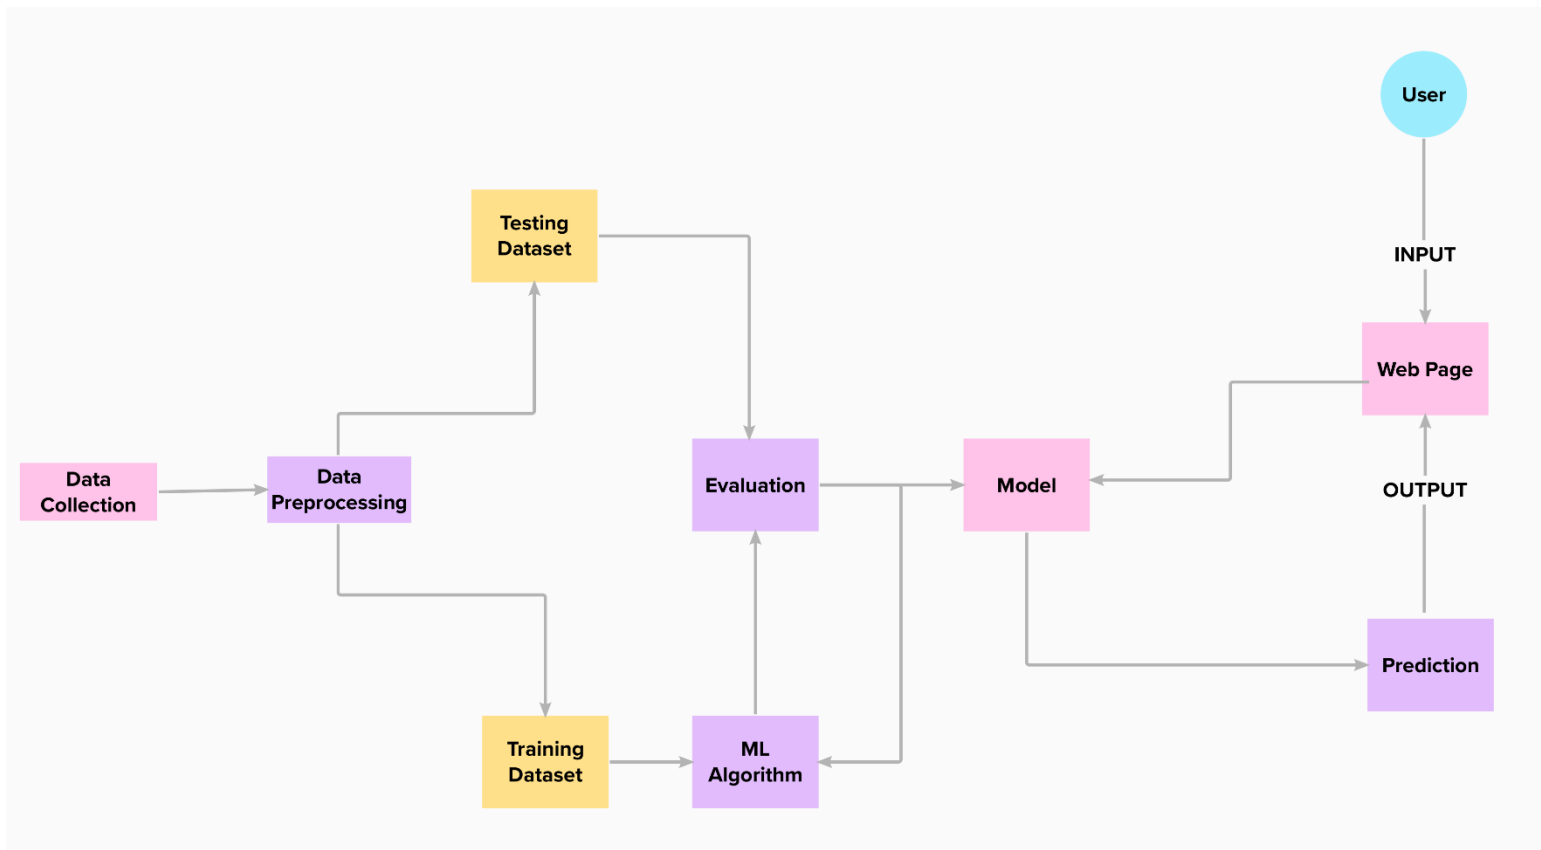 User
INPUT
Testing
Dataset
Web Page
Data
Collection
Data
Preprocessing
Evaluation
Model
OUTPUT
Prediction
Training
Dataset
ML
Algorithm